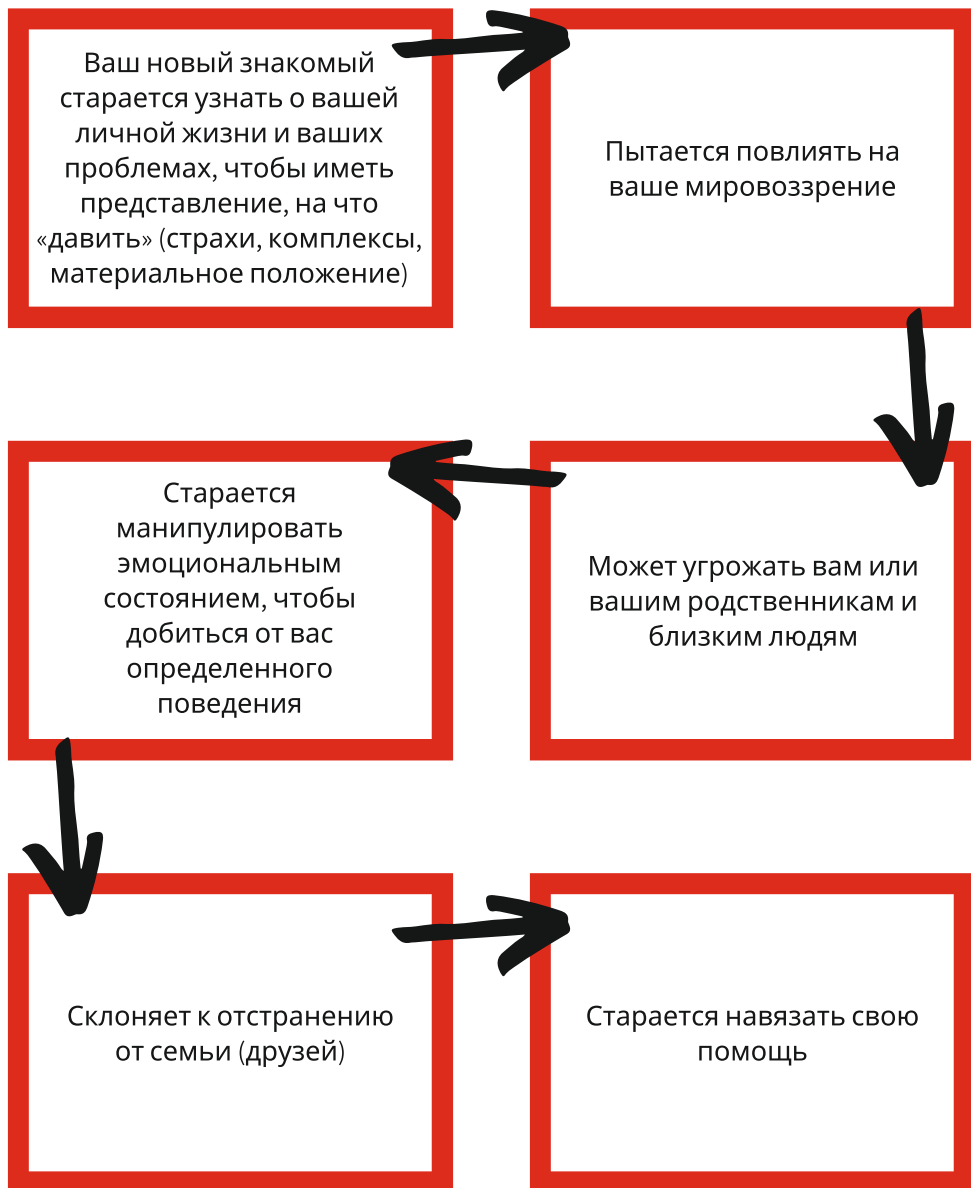 Ваш новый знакомый
старается узнать о вашей
личной жизни и ваших
проблемах, чтобы иметь
представление, на что
«давить» (страхи, комплексы,
материальное положение)
Пытается повлиять на
ваше мировоззрение
Может угрожать вам или
вашим родственникам и
близким людям
Старается
манипулировать
эмоциональным
состоянием, чтобы
добиться от вас
определенного
поведения
Склоняет к отстранению
от семьи (друзей)
Старается навязать свою
помощь